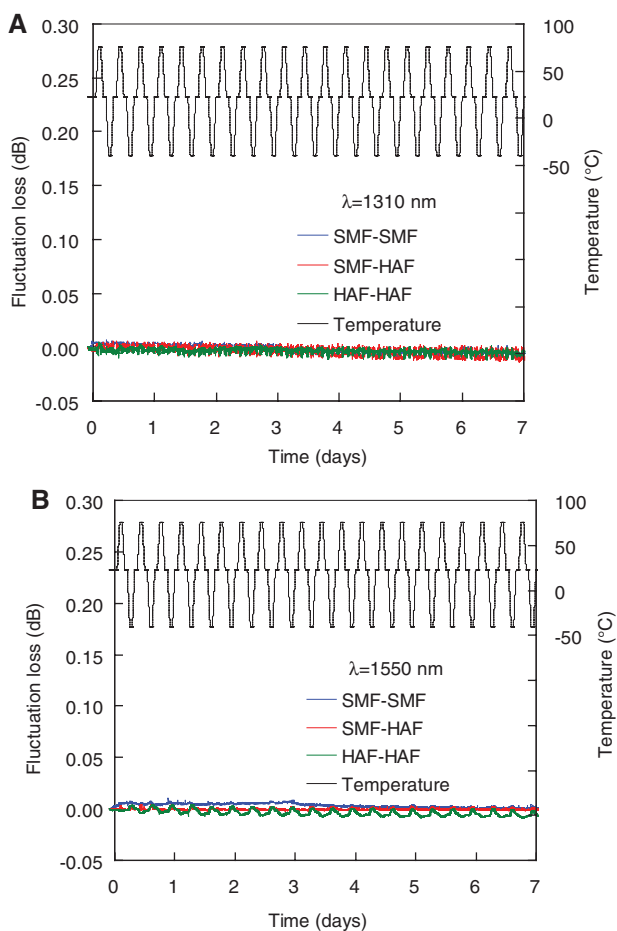 A
0.30
0.25
0.20
0.15
0.10
0.05
0.00
-0.05
Fluctuation loss (dB)
100
50
0
-50
Temperature (°C)
λ=1310 nm
SMF-SMF
SMF-HAF
HAF-HAF
Temperature
0 1 2 3 4 5 6 7
Time (days)
B
0.30
0.25
0.20
0.15
0.10
0.05
0.00
-0.05
Fluctuation loss (dB)
100
50
0
-50
Temperature (°C)
λ=1550 nm
SMF-SMF
SMF-HAF
HAF-HAF
Temperature
0 1 2 3 4 5 6 7
Time (days)